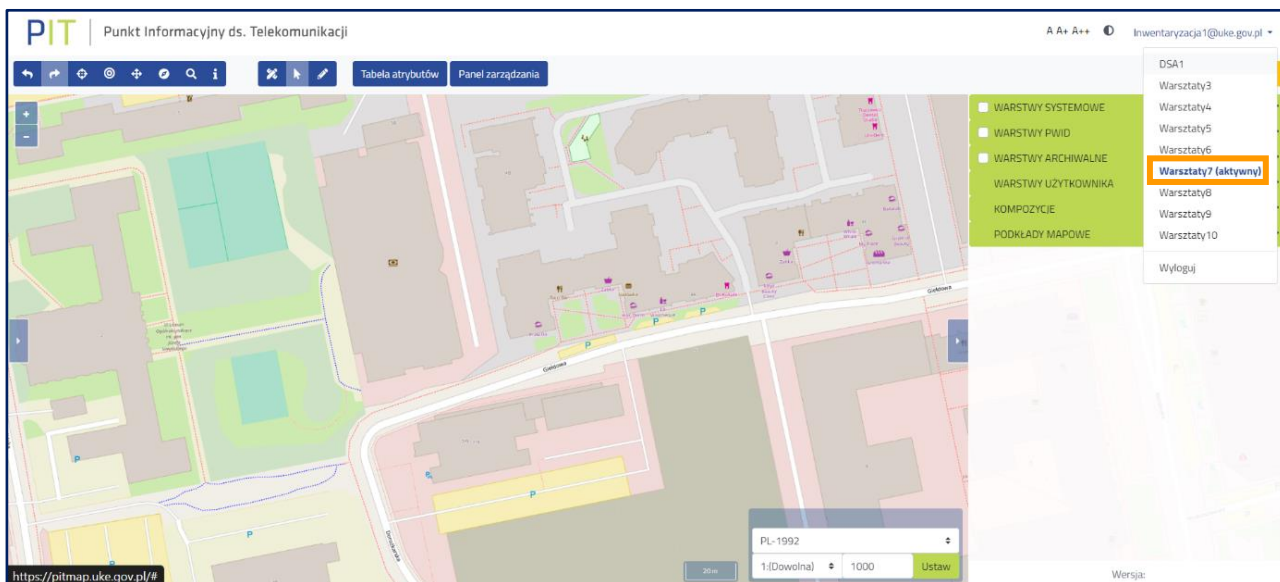 PIT Punkt Informacyjny ds. Telekomunikacji
A A+ A++ Inwentaryzacja1@uke.gov.pl
Tabela atrybutów Panel zarządzania
DSA1
Warsztaty3
Warsztaty4
Warsztaty5
Warsztaty6
Warsztaty7 (aktywny)
Warsztaty8
Warsztaty9
Warsztaty10
Wyloguj
WARSTWY SYSTEMOWE
WARSTWY PWID
WARSTWY ARCHIWALNE
WARSTWY UŻYTKOWNIKA
KOMPOZYCJE
PODKŁADY MAPOWE
Giełdowa
Giełdowa
P
P
P
P
P
P
P
PL-1992
1:(Dowolna) 1000 Ustaw
20 m
https://pitmap.uke.gov.pl/#
Wersja: